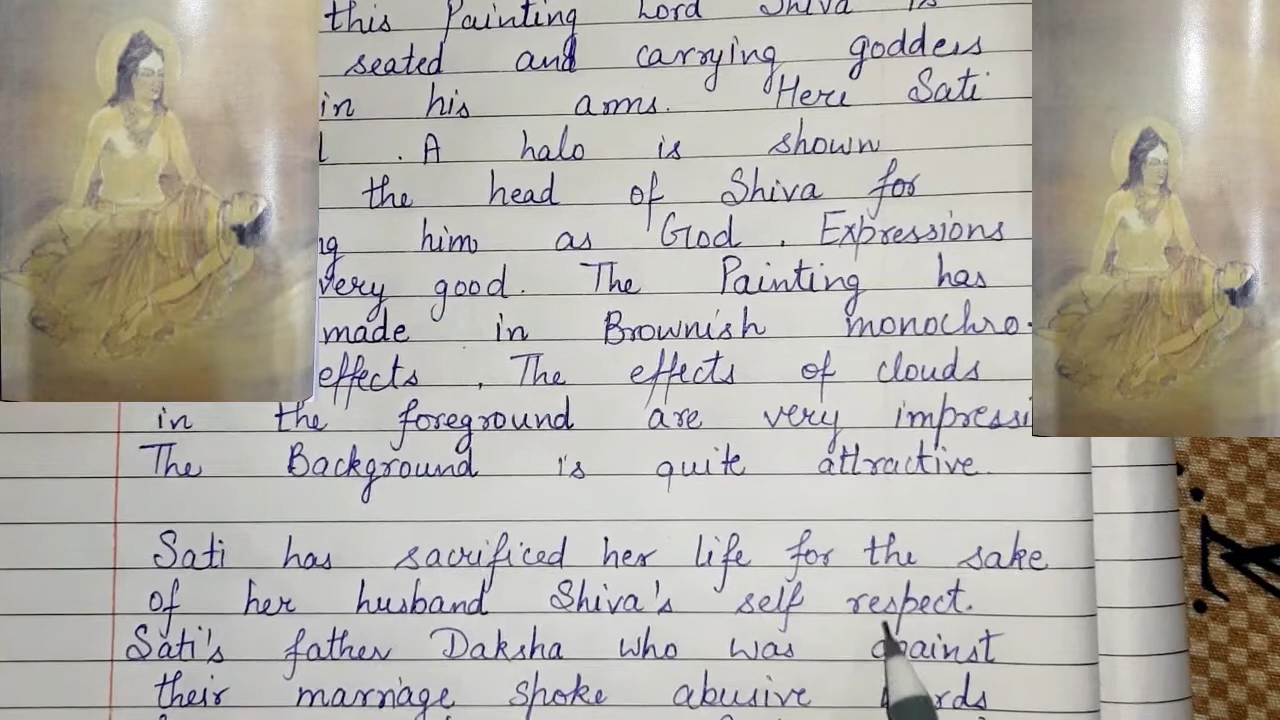 this Painting Lord Shiva is
seated and carrying goddess
in his arms. Here Sati
. A halo is shown
the head of Shiva for
him as God. Expressions
very good. The Painting has
made in Brownish monochro-
effects. The effects of clouds
in the foreground are very impressi
The Background is quite attractive.
Sati has sacrificed her life for the sake
of her husband Shiva's self respect.
Sati's father Daksha who was against
their marriage spoke abusive words